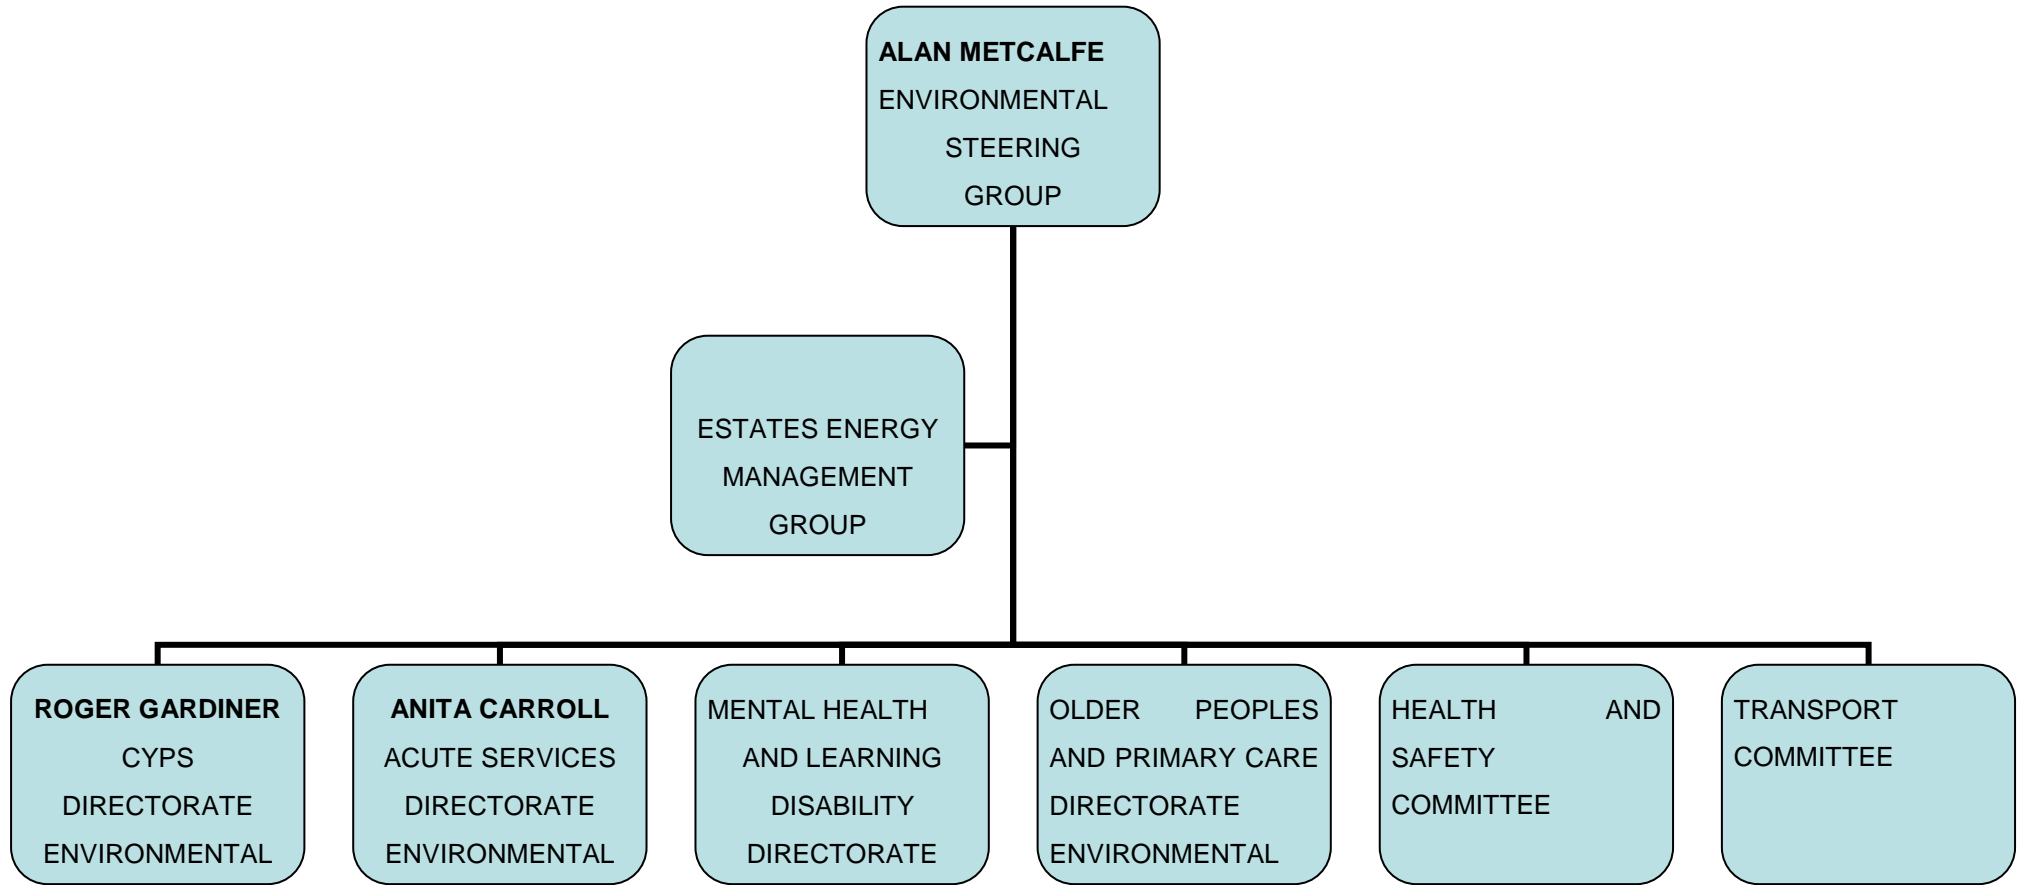 ALAN METCALFE
ENVIRONMENTAL
STEERING
GROUP
ESTATES ENERGY
MANAGEMENT
GROUP
ROGER GARDINER
CYPS
DIRECTORATE
ENVIRONMENTAL
ANITA CARROLL
ACUTE SERVICES
DIRECTORATE
ENVIRONMENTAL
MENTAL HEALTH
AND LEARNING
DISABILITY
DIRECTORATE
OLDER PEOPLES
AND PRIMARY CARE
DIRECTORATE
ENVIRONMENTAL
HEALTH AND
SAFETY
COMMITTEE
TRANSPORT
COMMITTEE